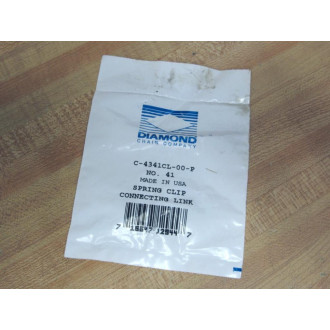 DIAMOND
CHAIN COMPANY
C-4341CL-00-P
NO. 41
MADE IN USA
SPRING CLIP
CONNECTING LINK